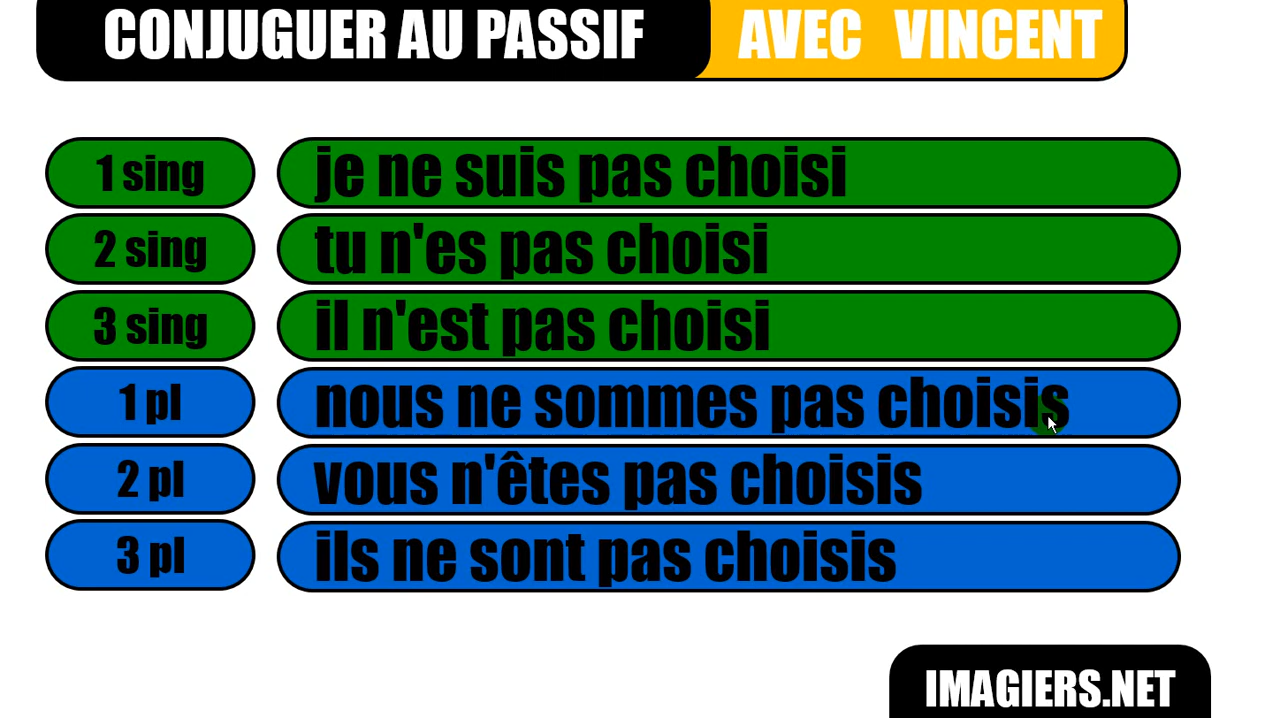 CONJUGUER AU PASSIF AVEC VINCENT
1 sing je ne suis pas choisi
2 sing tu n'es pas choisi
3 sing il n'est pas choisi
1 pl nous ne sommes pas choisis
2 pl vous n'êtes pas choisis
3 pl ils ne sont pas choisis
IMAGIERS.NET